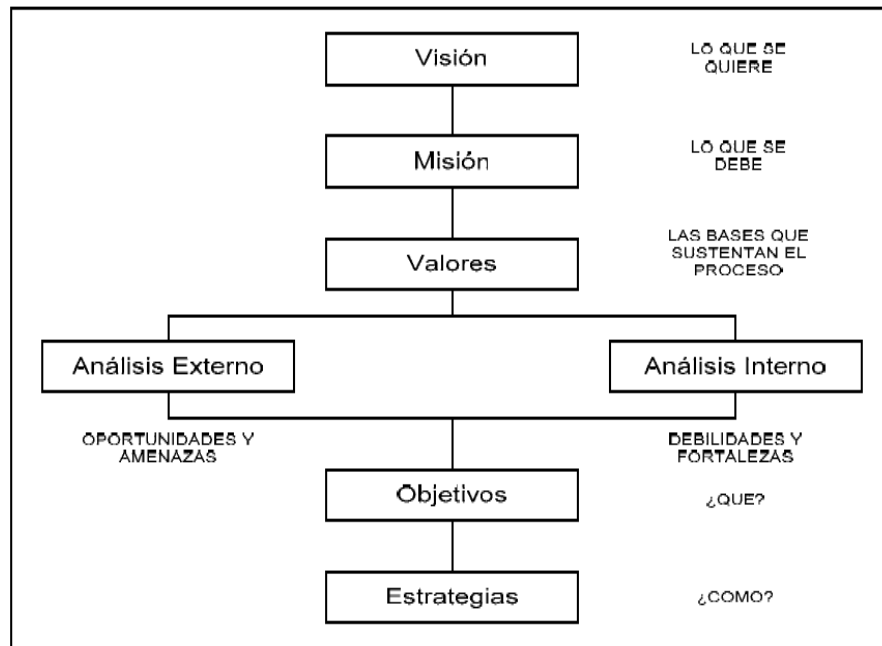 Visión
LO QUE SE
QUIERE
Misión
LO QUE SE
DEBE
Valores
LAS BASES QUE
SUSTENTAN EL
PROCESO
Análisis Externo
Análisis Interno
OPORTUNIDADES Y
AMENAZAS
DEBILIDADES Y
FORTALEZAS
Objetivos
¿QUE?
Estrategias
¿COMO?